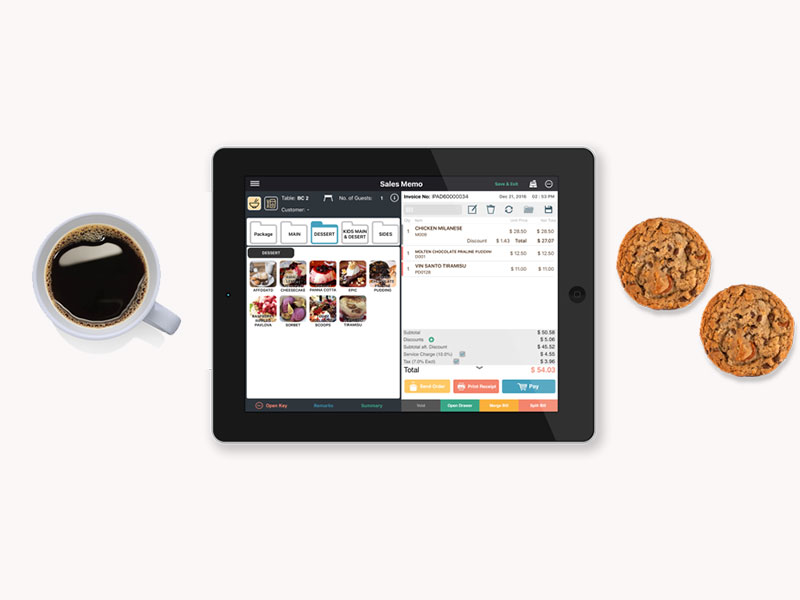 Sales Memo
Save & Exit
Table: BC 2
No. of Guests: 1
Customer: -
Invoice No: IPAD60000034
Dec 21, 2016 02 : 53 PM
Package
MAIN
DESSERT
KIDS MAIN
& DESERT
SIDES
DESSERT
AFFOGATO
CHEESECAKE
PANNA COTTA
EPIC
PUDDING
PAVLOVA
SORBET
SCOOPS
TIRAMISU
Qty Item Unit Price
1 CHICKEN MILANESE $ 28.50 $ 28.50
M006
Discount $ 1.43 Total $ 27.07
1 MOLTEN CHOCOLATE PRALINE PUDDIN $ 12.50 $ 12.50
D001
1 VIN SANTO TIRAMISU $ 11.00 $ 11.00
PD0128
Subtotal $ 50.58
Discounts $ 5.06
Subtotal aft. Discount $ 45.52
Service Charge (10.0%) $ 4.55
Tax (7.0% Excl) $ 3.96
Total $ 54.03
Send Order
Print Receipt
Pay
Open Key
Remarks
Summary
Void
Open Drawer
Merge Bill
Split Bill